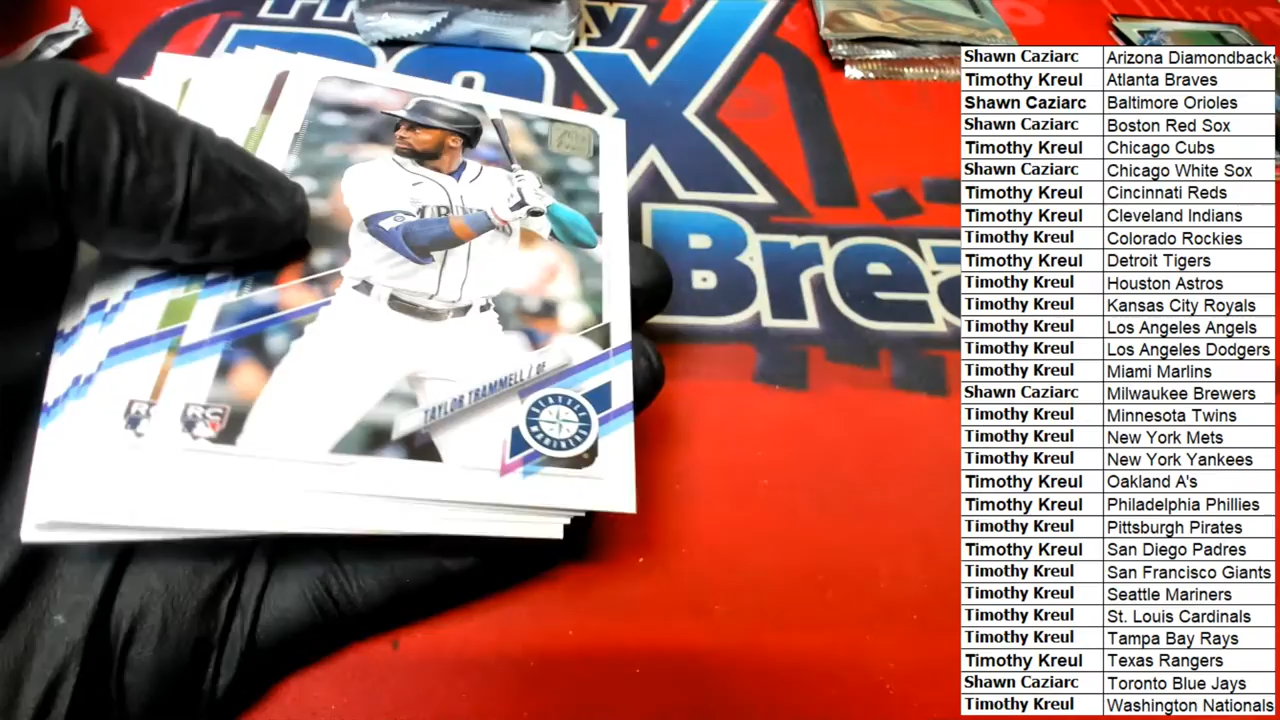 BOX
Brea
MARIN
RC
RC
TAYLOR TRAMMELL / OF
SEATTLE
MARINERS
Shawn Caziarc Arizona Diamondbacks
Timothy Kreul Atlanta Braves
Shawn Caziarc Baltimore Orioles
Shawn Caziarc Boston Red Sox
Timothy Kreul Chicago Cubs
Shawn Caziarc Chicago White Sox
Timothy Kreul Cincinnati Reds
Timothy Kreul Cleveland Indians
Timothy Kreul Colorado Rockies
Timothy Kreul Detroit Tigers
Timothy Kreul Houston Astros
Timothy Kreul Kansas City Royals
Timothy Kreul Los Angeles Angels
Timothy Kreul Los Angeles Dodgers
Timothy Kreul Miami Marlins
Shawn Caziarc Milwaukee Brewers
Timothy Kreul Minnesota Twins
Timothy Kreul New York Mets
Timothy Kreul New York Yankees
Timothy Kreul Oakland A's
Timothy Kreul Philadelphia Phillies
Timothy Kreul Pittsburgh Pirates
Timothy Kreul San Diego Padres
Timothy Kreul San Francisco Giants
Timothy Kreul Seattle Mariners
Timothy Kreul St. Louis Cardinals
Timothy Kreul Tampa Bay Rays
Timothy Kreul Texas Rangers
Shawn Caziarc Toronto Blue Jays
Timothy Kreul Washington Nationals